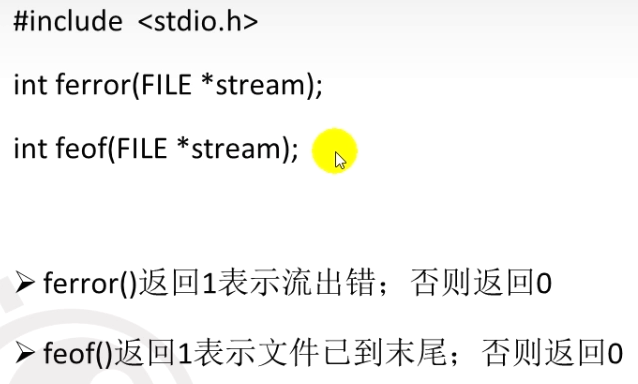 #include <stdio.h>
int ferror(FILE *stream);
int feof(FILE *stream);
➢ ferror()返回1表示流出错；否则返回0
➢ feof()返回1表示文件已到末尾；否则返回0